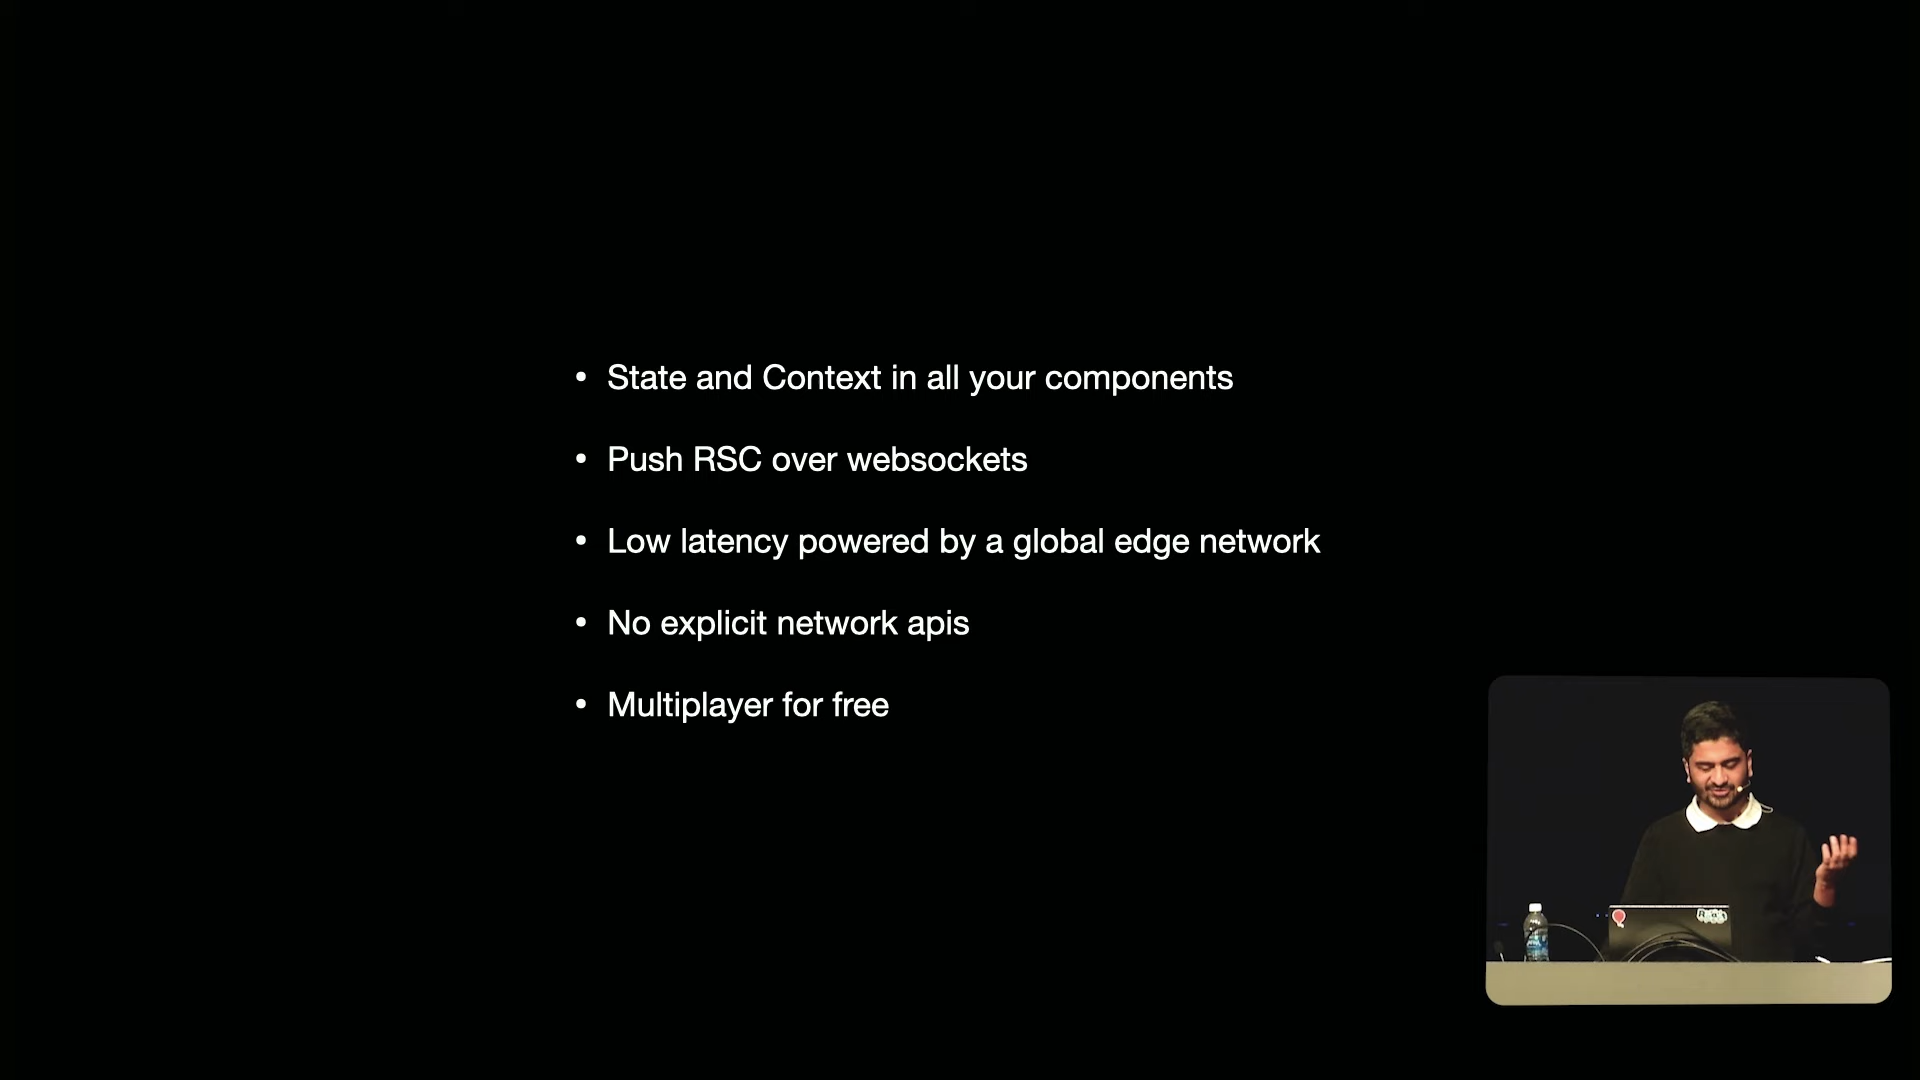 • State and Context in all your components
• Push RSC over websockets
• Low latency powered by a global edge network
• No explicit network apis
• Multiplayer for free